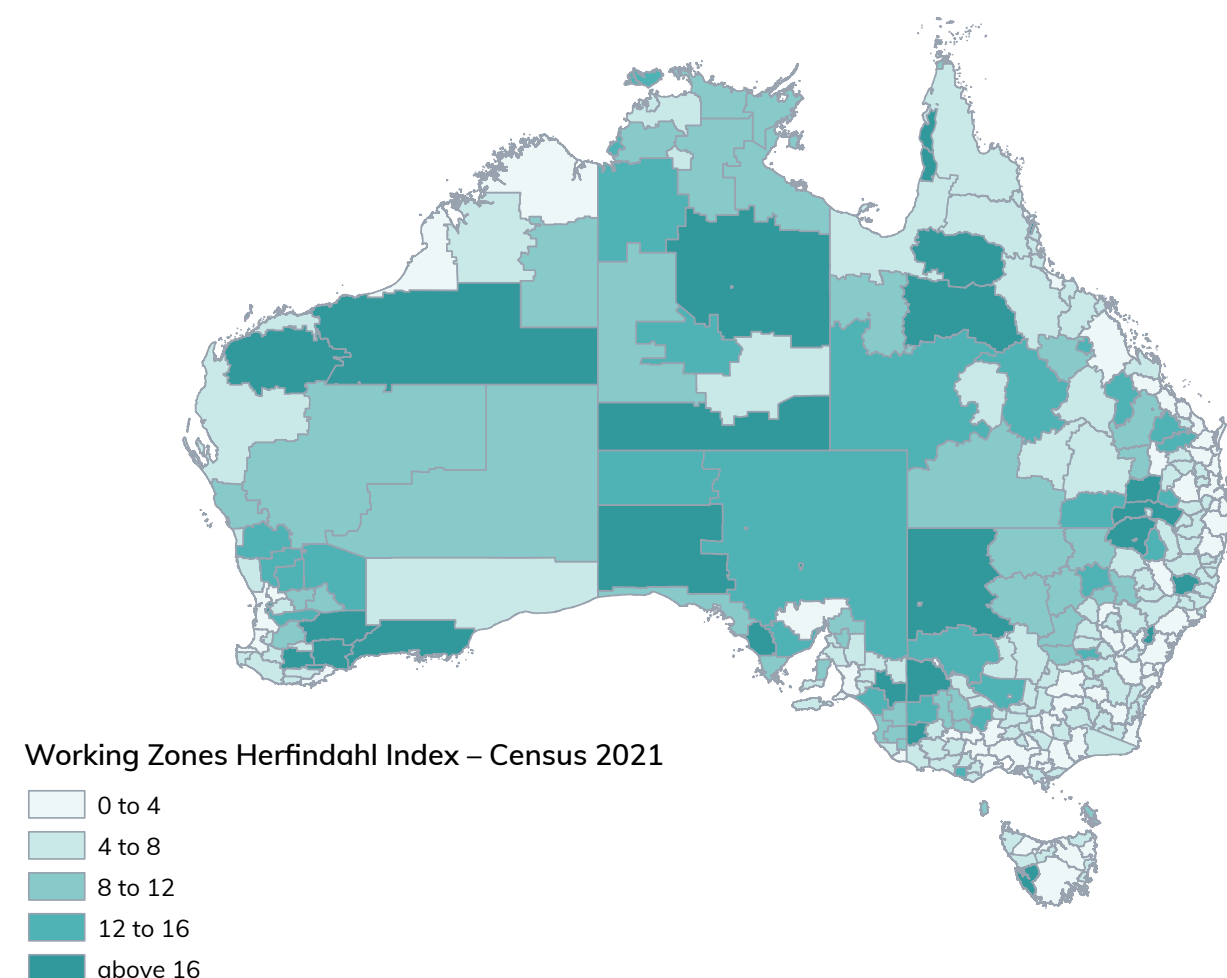 Working Zones Herfindahl Index – Census 2021
0 to 4
4 to 8
8 to 12
12 to 16
above 16